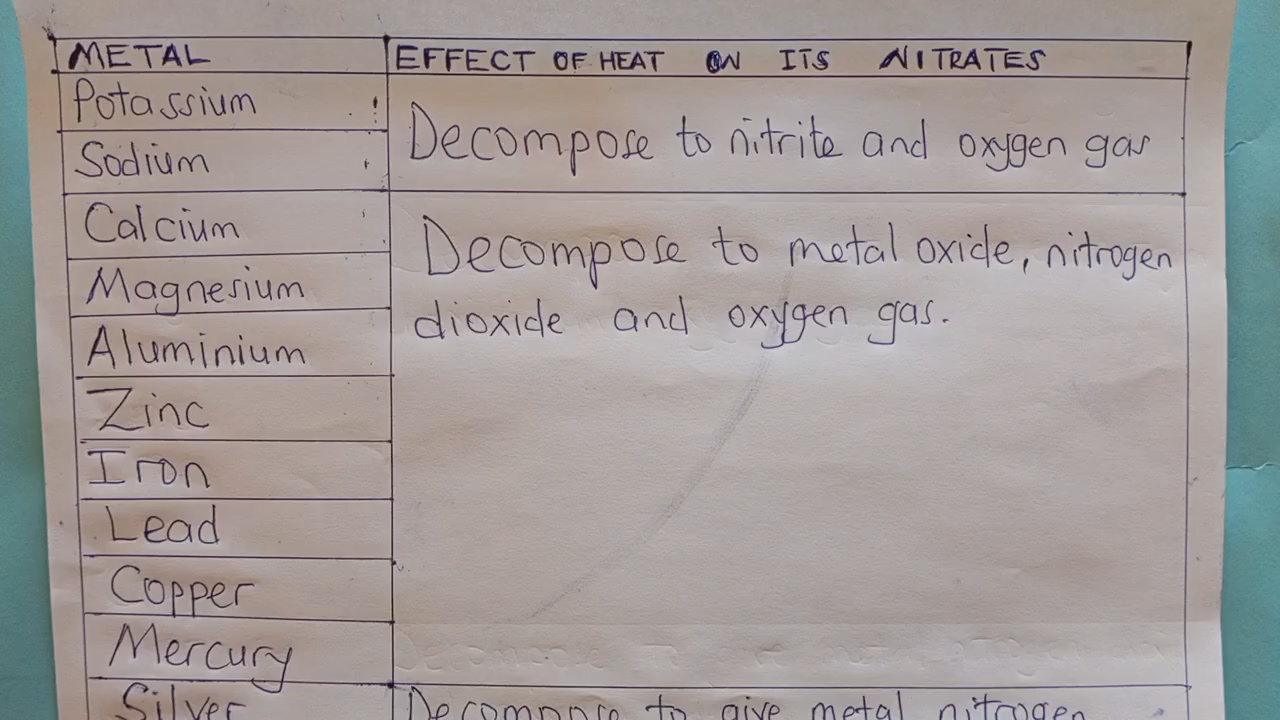 METAL EFFECT OF HEAT ON ITS NITRATES
Potassium
Decompose to nitrite and oxygen gas
Sodium
Calcium
Decompose to metal oxide, nitrogen
dioxide and oxygen gas.
Magnesium
Aluminium
Zinc
Iron
Lead
Copper
Mercury
Silver Decompose to give metal nitrogen